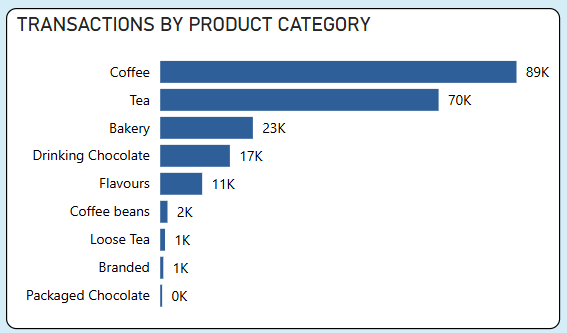 TRANSACTIONS BY PRODUCT CATEGORY
Coffee 89K
Tea 70K
Bakery 23K
Drinking Chocolate 17K
Flavours 11K
Coffee beans 2K
Loose Tea 1K
Branded 1K
Packaged Chocolate 0K